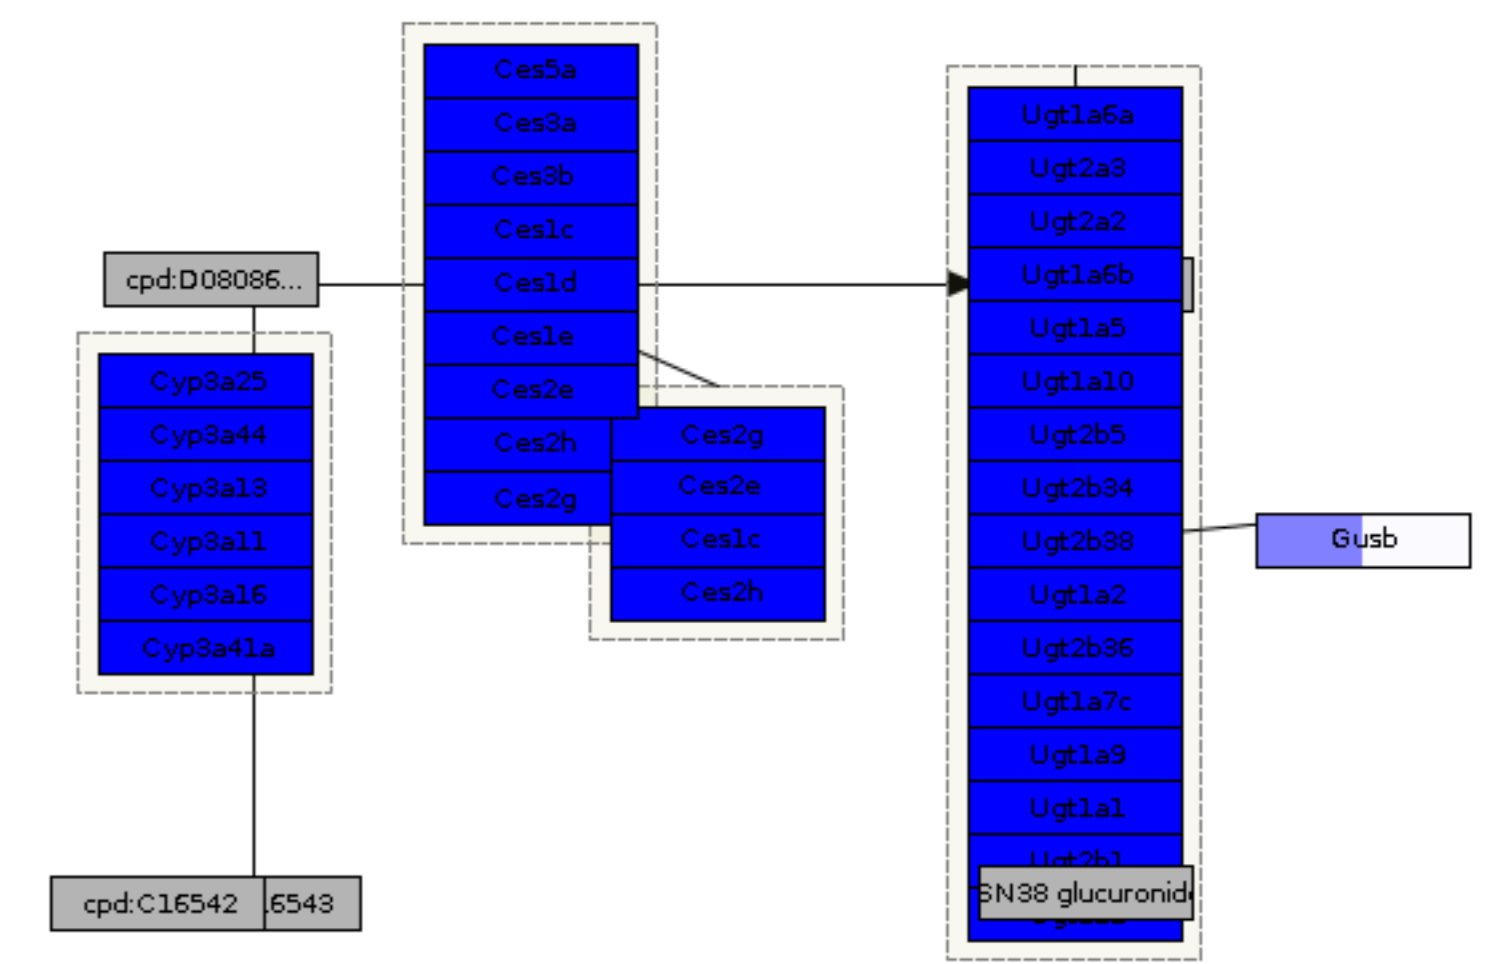 cpd:D08086...
Cyp3a25
Cyp3a44
Cyp3a13
Cyp3a11
Cyp3a16
Cyp3a41a
cpd:C16542
.6543
Ces5a
Ces3a
Ces3b
Ces1c
Ces1d
Ces1e
Ces2e
Ces2h
Ces2g
Ces2g
Ces2e
Ces1c
Ces2h
Ugt1a6a
Ugt2a3
Ugt2a2
Ugt1a6b
Ugt1a5
Ugt1a10
Ugt2b5
Ugt2b34
Ugt2b38
Ugt1a2
Ugt2b36
Ugt1a7c
Ugt1a9
Ugt1a1
Ugt2b1
SN38 glucuronid
Gusb